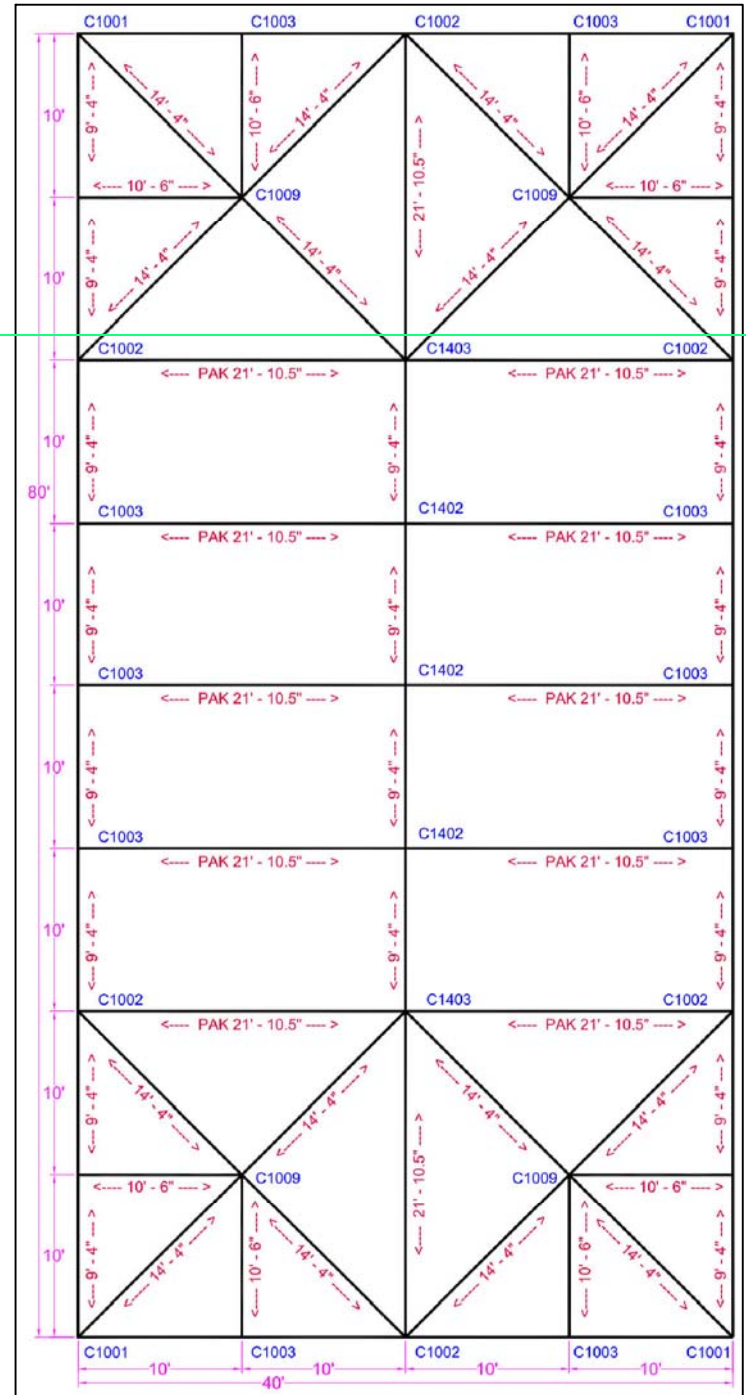 C1001 C1003 C1002 C1003 C1001
10' <---- 9' - 4" ----> <---- 14' - 4" ----> <---- 10' - 6" ----> <---- 14' - 4" ----> <---- 14' - 4" ----> <---- 10' - 6" ----> <---- 14' - 4" ----> <---- 9' - 4" ---->
<---- 21' - 10.5" ---->
<---- 10' - 6" ----> <---- 10' - 6" ---->
C1009 C1009
10' <---- 9' - 4" ----> <---- 14' - 4" ----> <---- 14' - 4" ----> <---- 14' - 4" ----> <---- 14' - 4" ----> <---- 9' - 4" ---->
C1002 C1403 C1002
<---- PAK 21' - 10.5" ----> <---- PAK 21' - 10.5" ---->
10' <---- 9' - 4" ----> <---- 9' - 4" ----> <---- 9' - 4" ---->
80'
C1003 C1402 C1003
<---- PAK 21' - 10.5" ----> <---- PAK 21' - 10.5" ---->
10' <---- 9' - 4" ----> <---- 9' - 4" ----> <---- 9' - 4" ---->
C1003 C1402 C1003
<---- PAK 21' - 10.5" ----> <---- PAK 21' - 10.5" ---->
10' <---- 9' - 4" ----> <---- 9' - 4" ----> <---- 9' - 4" ---->
C1003 C1402 C1003
<---- PAK 21' - 10.5" ----> <---- PAK 21' - 10.5" ---->
10' <---- 9' - 4" ----> <---- 9' - 4" ----> <---- 9' - 4" ---->
C1002 C1403 C1002
<---- PAK 21' - 10.5" ----> <---- PAK 21' - 10.5" ---->
10' <---- 9' - 4" ----> <---- 14' - 4" ----> <---- 14' - 4" ----> <---- 14' - 4" ----> <---- 14' - 4" ----> <---- 9' - 4" ---->
<---- 21' - 10.5" ---->
C1009 C1009
<---- 10' - 6" ----> <---- 10' - 6" ---->
10' <---- 9' - 4" ----> <---- 14' - 4" ----> <---- 10' - 6" ----> <---- 14' - 4" ----> <---- 14' - 4" ----> <---- 10' - 6" ----> <---- 14' - 4" ----> <---- 9' - 4" ---->
C1001 C1003 C1002 C1003 C1001
10' 10' 10' 10'
40'